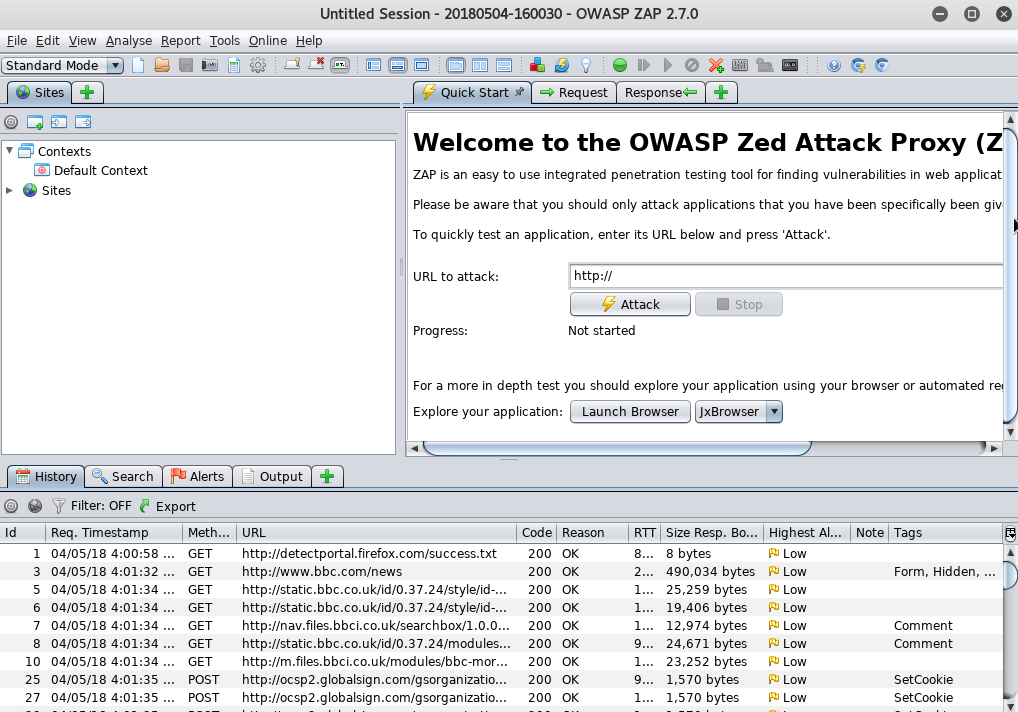 Untitled Session - 20180504-160030 - OWASP ZAP 2.7.0
File Edit View Analyse Report Tools Online Help
Standard Mode
Sites
Quick Start Request Response
Contexts
Default Context
Sites
Welcome to the OWASP Zed Attack Proxy (Z
ZAP is an easy to use integrated penetration testing tool for finding vulnerabilities in web applicat
Please be aware that you should only attack applications that you have been specifically been giv
To quickly test an application, enter its URL below and press 'Attack'.
URL to attack: http://
Attack Stop
Progress: Not started
For a more in depth test you should explore your application using your browser or automated re
Explore your application: Launch Browser JxBrowser
History Search Alerts Output
Filter: OFF Export
Id Req. Timestamp Meth... URL Code Reason RTT Size Resp. Bo... Highest Al... Note Tags
1 04/05/18 4:00:58 ... GET http://detectportal.firefox.com/success.txt 200 OK 8... 8 bytes Low
3 04/05/18 4:01:32 ... GET http://www.bbc.com/news 200 OK 2... 490,034 bytes Low Form, Hidden, ...
5 04/05/18 4:01:34 ... GET http://static.bbc.co.uk/id/0.37.24/style/id-... 200 OK 1... 25,259 bytes Low
6 04/05/18 4:01:34 ... GET http://static.bbc.co.uk/id/0.37.24/style/id-... 200 OK 1... 19,406 bytes Low
7 04/05/18 4:01:34 ... GET http://nav.files.bbci.co.uk/searchbox/1.0.0... 200 OK 1... 12,974 bytes Low Comment
8 04/05/18 4:01:34 ... GET http://static.bbc.co.uk/id/0.37.24/modules... 200 OK 9... 24,671 bytes Low Comment
10 04/05/18 4:01:34 ... GET http://m.files.bbci.co.uk/modules/bbc-mor... 200 OK 1... 23,252 bytes Low
25 04/05/18 4:01:35 ... POST http://ocsp2.globalsign.com/gsorganizatio... 200 OK 9... 1,570 bytes Low SetCookie
27 04/05/18 4:01:35 ... POST http://ocsp2.globalsign.com/gsorganizatio... 200 OK 1... 1,570 bytes Low SetCookie